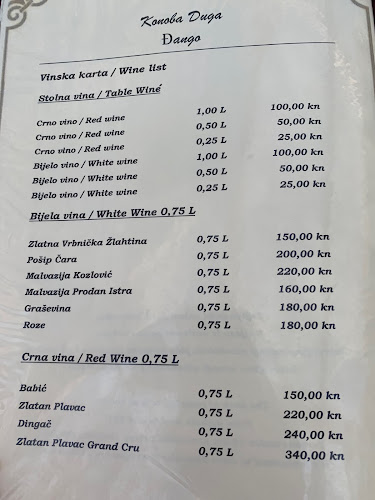 Konoba Duga
Đango
Vinska karta / Wine list
Stolna vina / Table Wine
Crno vino / Red wine 1,00 L 100,00 kn
Crno vino / Red wine 0,50 L 50,00 kn
Crno vino / Red wine 0,25 L 25,00 kn
Bijelo vino / White wine 1,00 L 100,00 kn
Bijelo vino / White wine 0,50 L 50,00 kn
Bijelo vino / White wine 0,25 L 25,00 kn
Bijela vina / White Wine 0,75 L
Zlatna Vrbnička Žlahtina 0,75 L 150,00 kn
Pošip Čara 0,75 L 200,00 kn
Malvazija Kozlović 0,75 L 220,00 kn
Malvazija Prodan Istra 0,75 L 160,00 kn
Graševina 0,75 L 180,00 kn
Roze 0,75 L 180,00 kn
Crna vina / Red Wine 0,75 L
Babić 0,75 L 150,00 kn
Zlatan Plavac 0,75 L 220,00 kn
Dingač 0,75 L 240,00 kn
Zlatan Plavac Grand Cru 0,75 L 340,00 kn